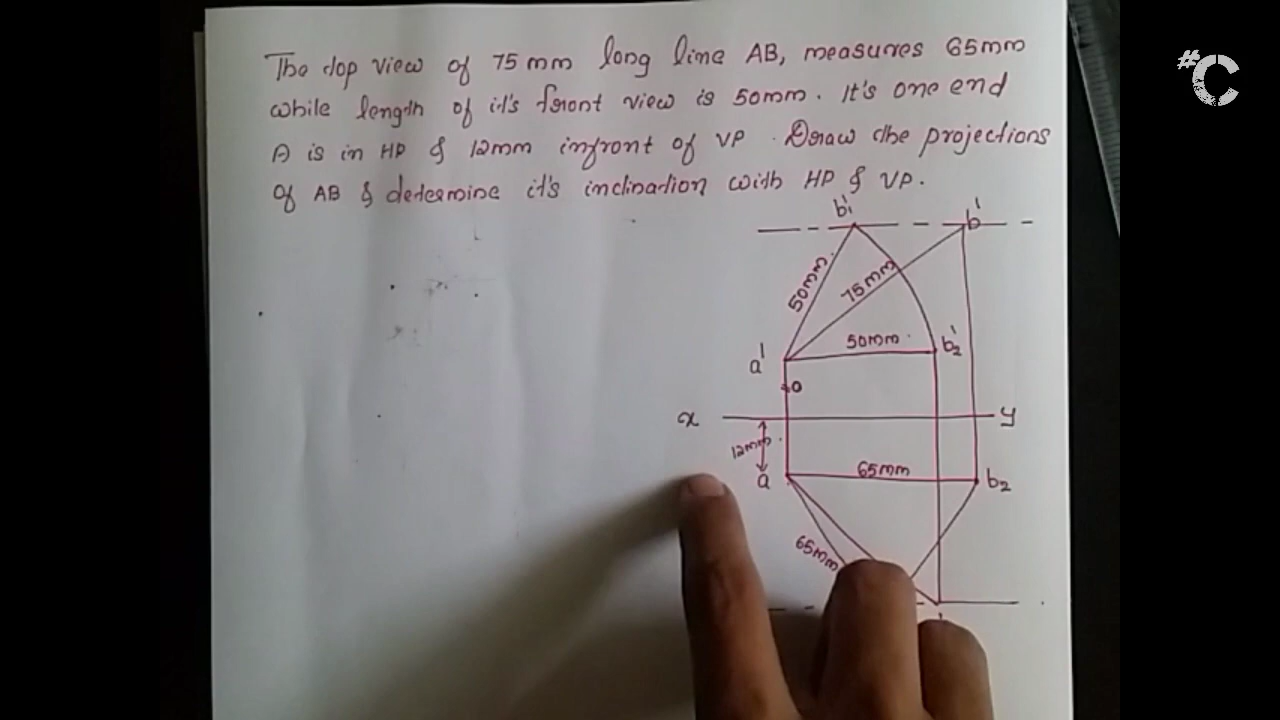 The top view of 75mm long line AB, measures 65mm
while length of it's front view is 50mm. It's one end
A is in HP & 12mm infront of VP. Draw the projections
of AB & determine it's inclination with HP & VP.
#C
b'1 b'
50mm. 75mm
50mm.
a' b'2
o
x y
12mm.
65mm
a b2
65mm